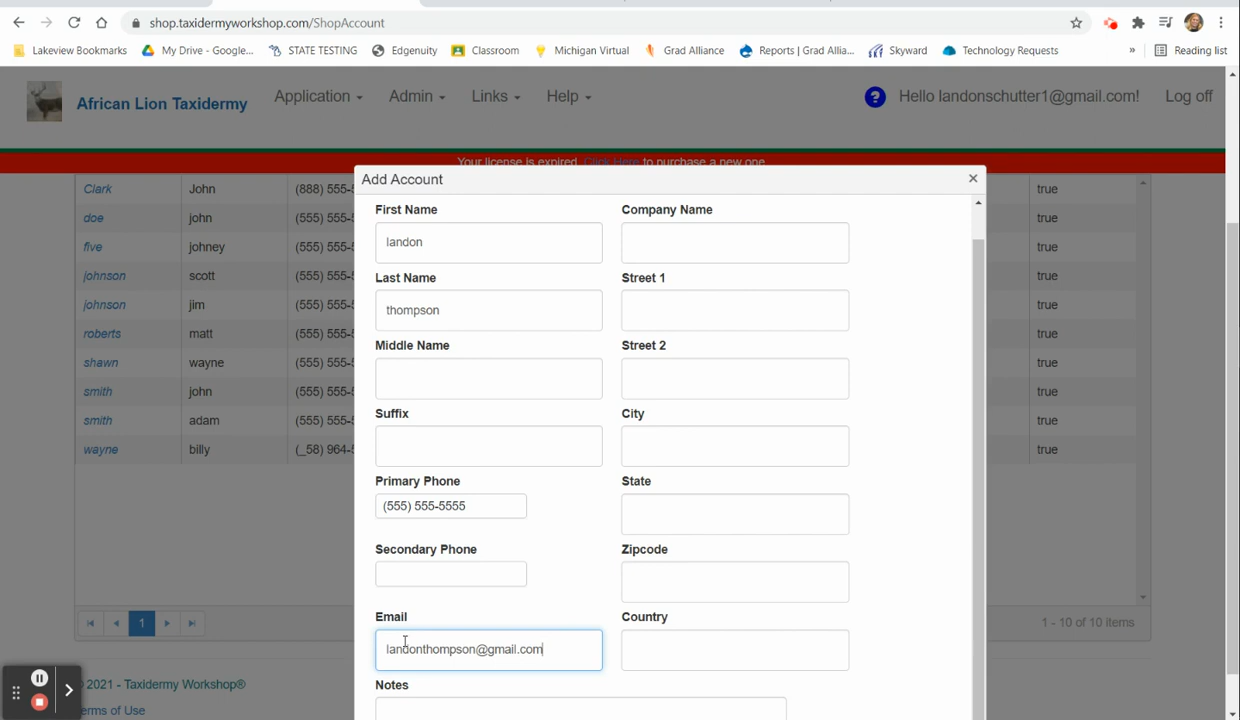 shop.taxidermyworkshop.com/ShopAccount
Lakeview Bookmarks My Drive - Google... STATE TESTING Edgenuity Classroom Michigan Virtual Grad Alliance Reports | Grad Allia... Skyward Technology Requests » Reading list
African Lion Taxidermy Application Admin Links Help ? Hello landonschutter1@gmail.com! Log off
Your license is expired. Click Here to purchase a new one.
Add Account ×
Clark John (888) 555-5 true
doe john (555) 555-5 true
five johney (555) 555-5 true
johnson scott (555) 555-5 true
johnson jim (555) 555-5 true
roberts matt (555) 555-5 true
shawn wayne (555) 555-5 true
smith john (555) 555-5 true
smith adam (555) 555-5 true
wayne billy (_58) 964-5 true
First Name Company Name
landon
Last Name Street 1
thompson
Middle Name Street 2
Suffix City
Primary Phone State
(555) 555-5555
Secondary Phone Zipcode
Email Country
landonthompson@gmail.com
Notes
1 1 - 10 of 10 items
2021 - Taxidermy Workshop®
erms of Use